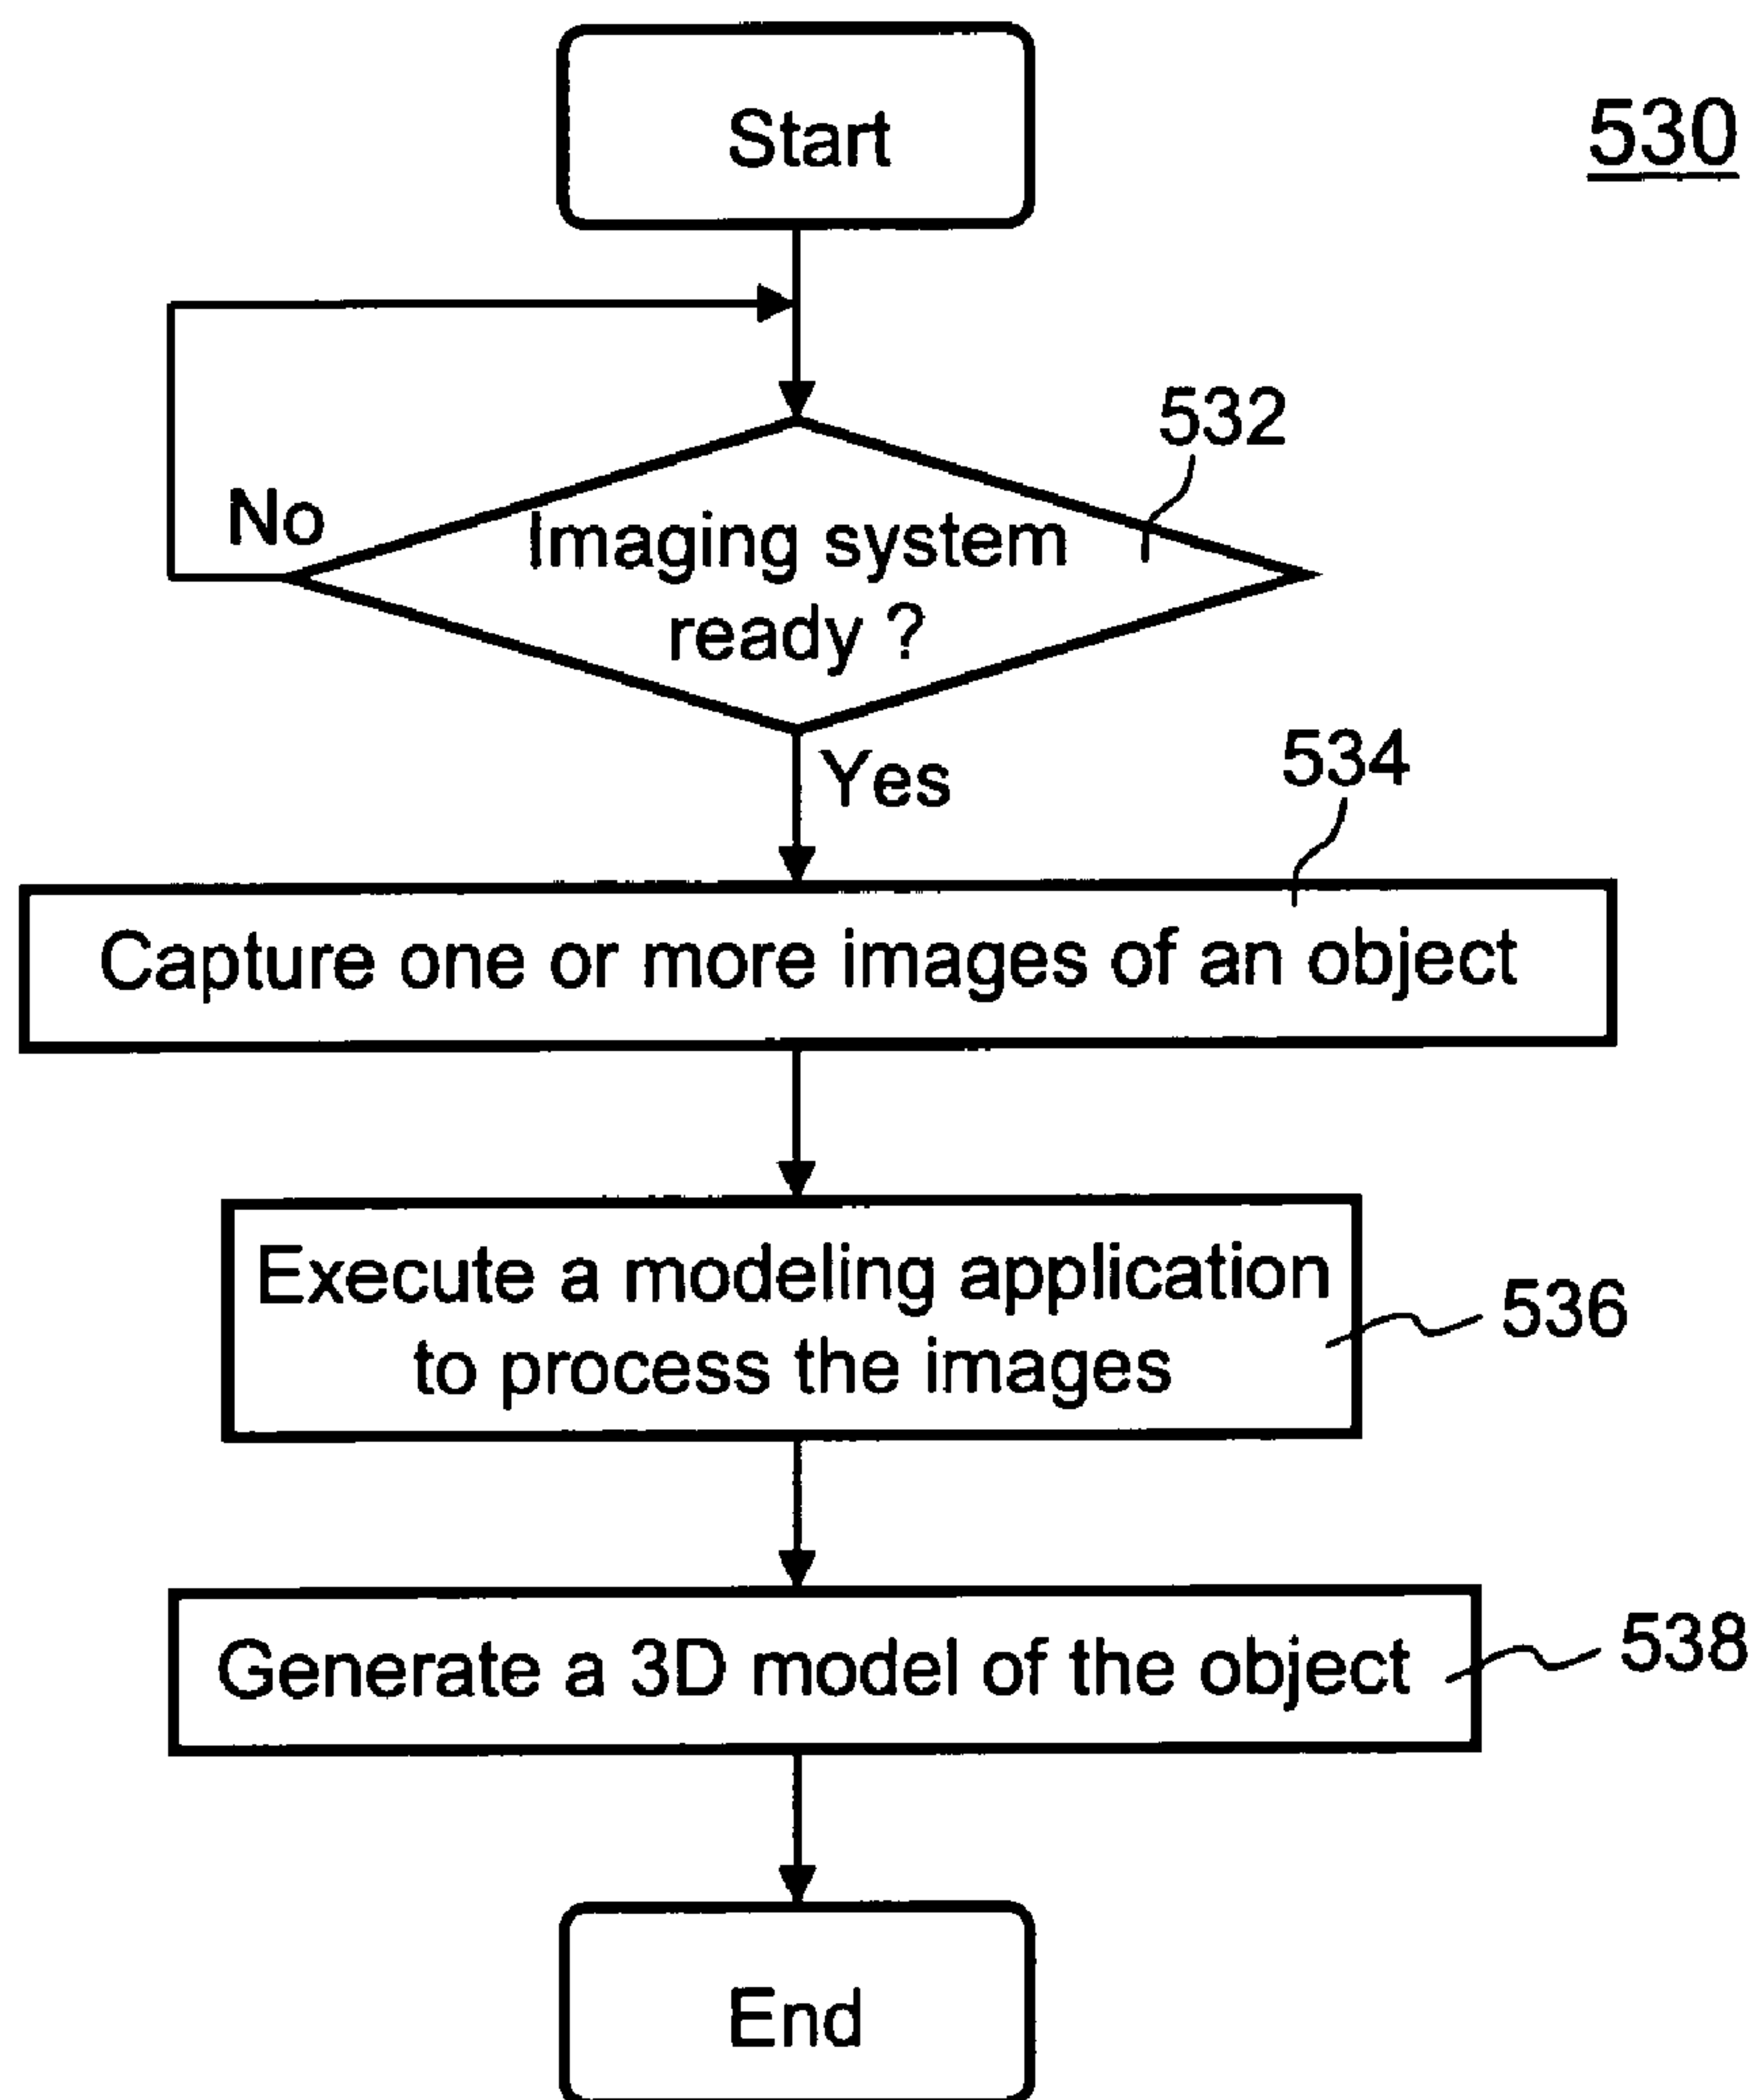 Start
530
532
No
Imaging system
ready ?
Yes
534
Capture one or more images of an object
Execute a modeling application
to process the images
536
Generate a 3D model of the object
538
End